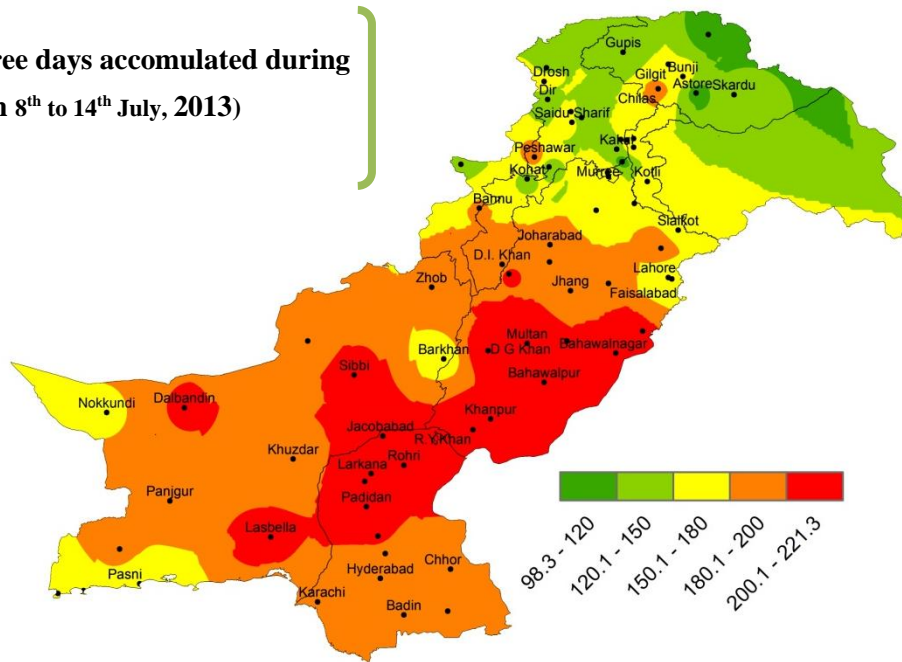 ree days accomulated during
n 8th to 14th July, 2013)
Gupis
Drosh
Bunji
Gilgit
Astore Skardu
Dir
Chilas
Saidu Sharif
Kakul
Peshawar
Kohat
Murree
Kotli
Bannu
Sialkot
Joharabad
D.I. Khan
Lahore
Zhob
Jhang
Faisalabad
Multan
Barkhan
D G Khan
Bahawalnagar
Sibbi
Bahawalpur
Nokkundi
Dalbandin
Khanpur
Jacobabad
R.Y.Khan
Khuzdar
Rohri
Larkana
Panjgur
Padidan
Lasbella
Chhor
Pasni
Hyderabad
Karachi
Badin
98.3 - 120
120.1 - 150
150.1 - 180
180.1 - 200
200.1 - 221.3